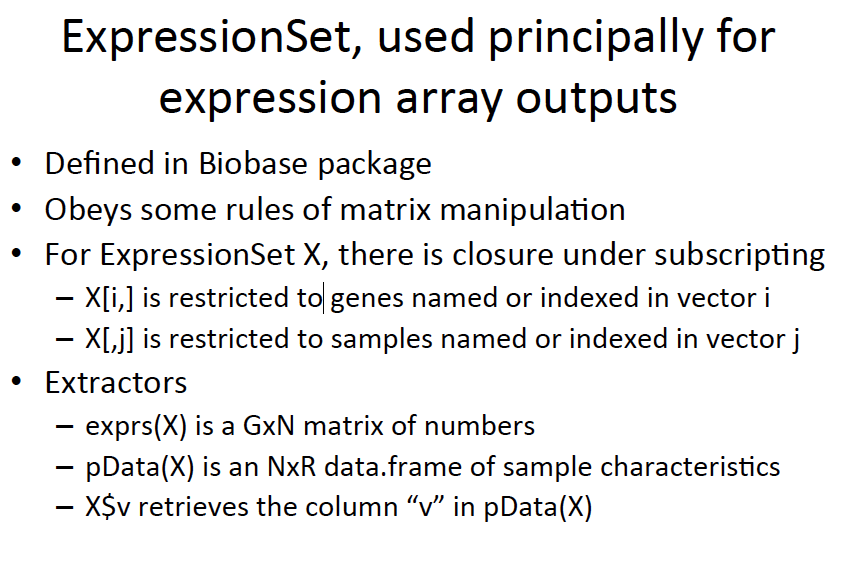 ExpressionSet, used principally for
expression array outputs
• Defined in Biobase package
• Obeys some rules of matrix manipulation
• For ExpressionSet X, there is closure under subscripting
– X[i,] is restricted to genes named or indexed in vector i
– X[,j] is restricted to samples named or indexed in vector j
• Extractors
– exprs(X) is a GxN matrix of numbers
– pData(X) is an NxR data.frame of sample characteristics
– X$v retrieves the column “v” in pData(X)